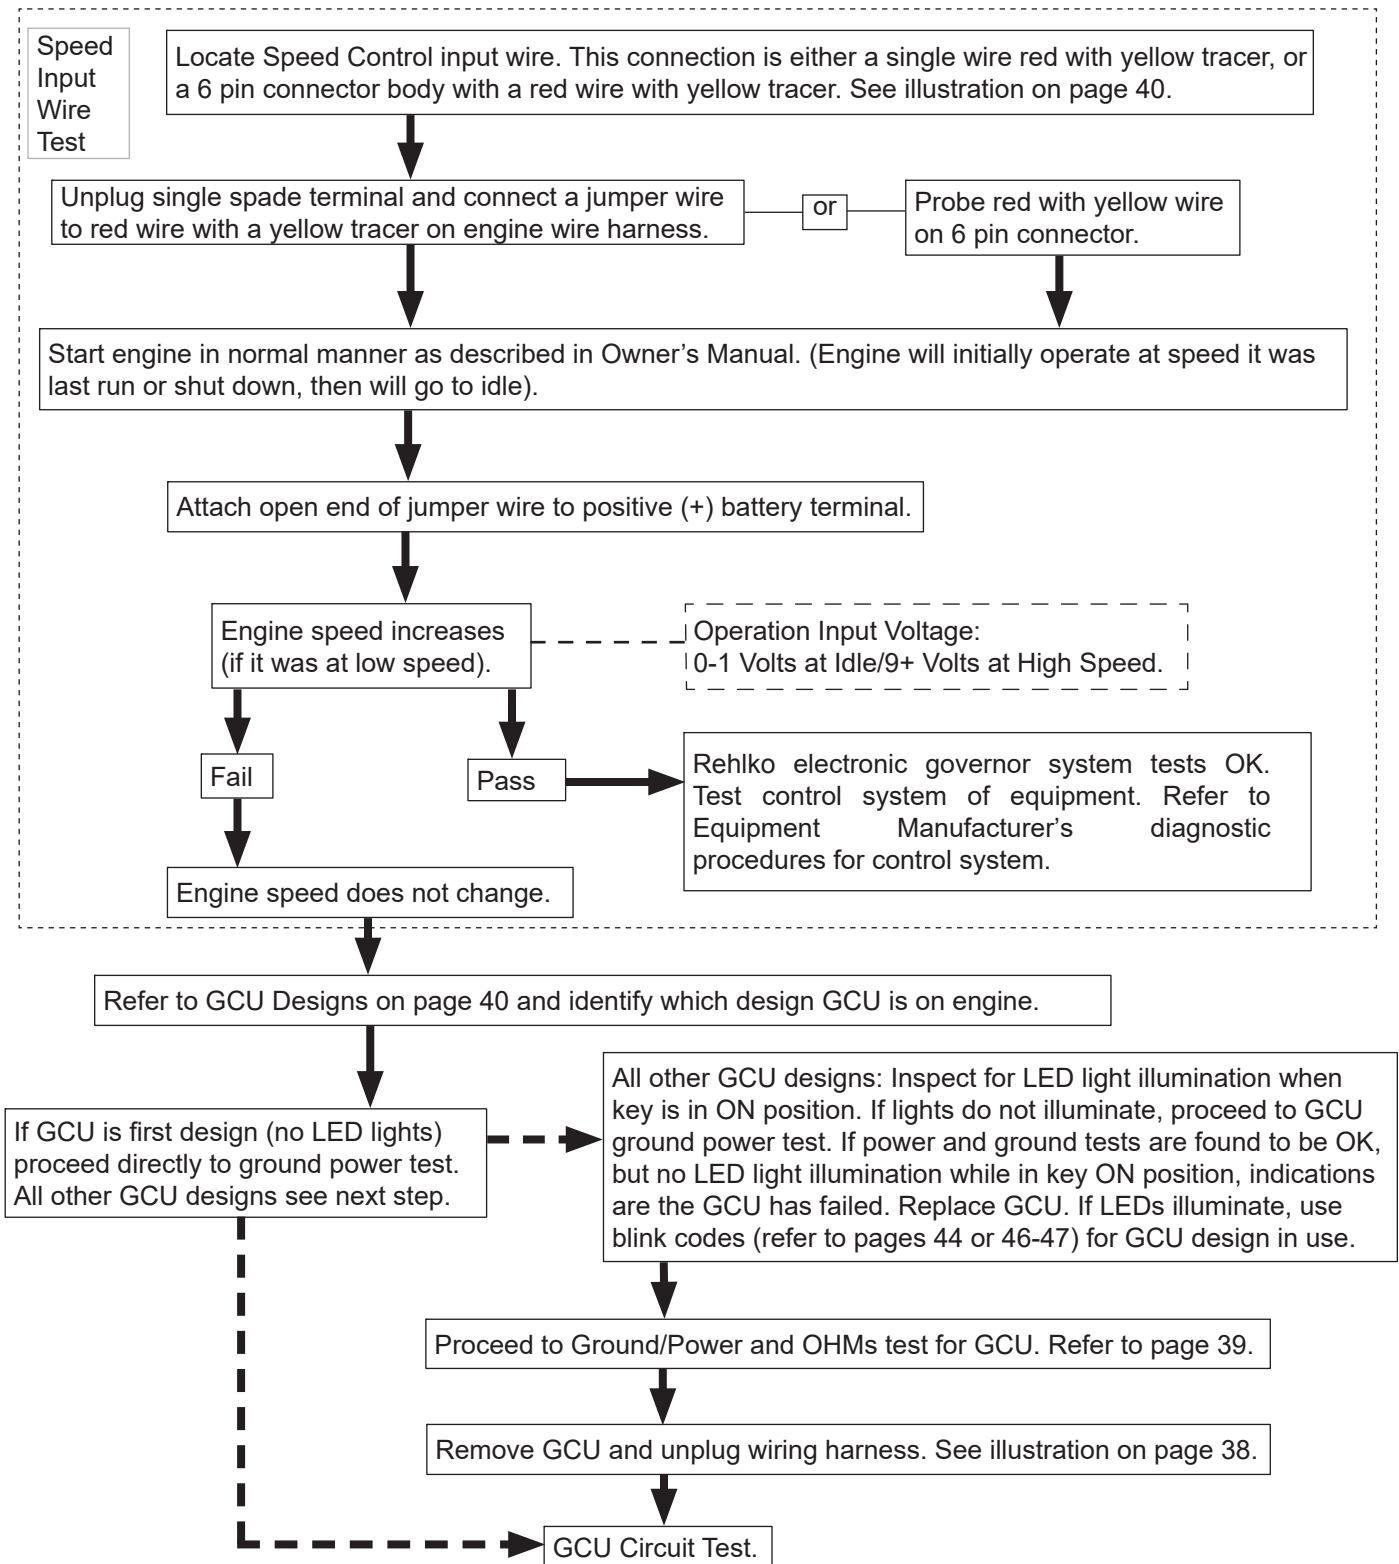 Speed
Input
Wire
Test
Locate Speed Control input wire. This connection is either a single wire red with yellow tracer, or
a 6 pin connector body with a red wire with yellow tracer. See illustration on page 40.
Unplug single spade terminal and connect a jumper wire
to red wire with a yellow tracer on engine wire harness.
or
Probe red with yellow wire
on 6 pin connector.
Start engine in normal manner as described in Owner’s Manual. (Engine will initially operate at speed it was
last run or shut down, then will go to idle).
Attach open end of jumper wire to positive (+) battery terminal.
Engine speed increases
(if it was at low speed).
Operation Input Voltage:
0-1 Volts at Idle/9+ Volts at High Speed.
Fail
Pass
Rehlko electronic governor system tests OK.
Test control system of equipment. Refer to
Equipment Manufacturer’s diagnostic
procedures for control system.
Engine speed does not change.
Refer to GCU Designs on page 40 and identify which design GCU is on engine.
If GCU is first design (no LED lights)
proceed directly to ground power test.
All other GCU designs see next step.
All other GCU designs: Inspect for LED light illumination when
key is in ON position. If lights do not illuminate, proceed to GCU
ground power test. If power and ground tests are found to be OK,
but no LED light illumination while in key ON position, indications
are the GCU has failed. Replace GCU. If LEDs illuminate, use
blink codes (refer to pages 44 or 46-47) for GCU design in use.
Proceed to Ground/Power and OHMs test for GCU. Refer to page 39.
Remove GCU and unplug wiring harness. See illustration on page 38.
GCU Circuit Test.